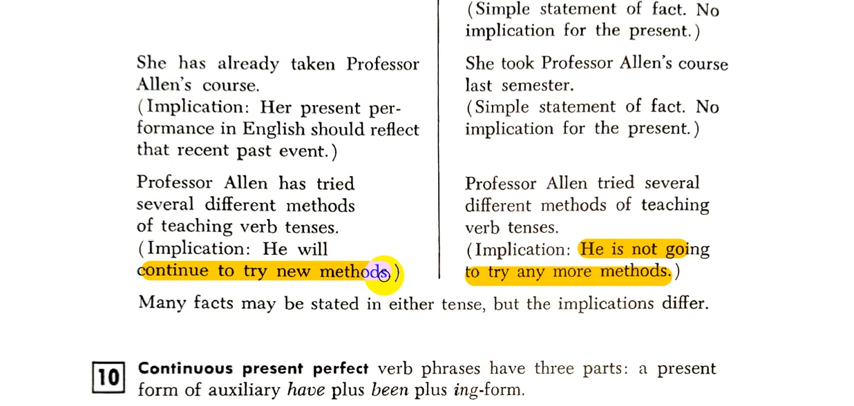 (Simple statement of fact. No
implication for the present.)
She has already taken Professor
Allen's course.
(Implication: Her present per-
formance in English should reflect
that recent past event.)
She took Professor Allen's course
last semester.
(Simple statement of fact. No
implication for the present.)
Professor Allen has tried
several different methods
of teaching verb tenses.
(Implication: He will
continue to try new methods.)
Professor Allen tried several
different methods of teaching
verb tenses.
(Implication: He is not going
to try any more methods.)
Many facts may be stated in either tense, but the implications differ.
10 Continuous present perfect verb phrases have three parts: a present
form of auxiliary have plus been plus ing-form.